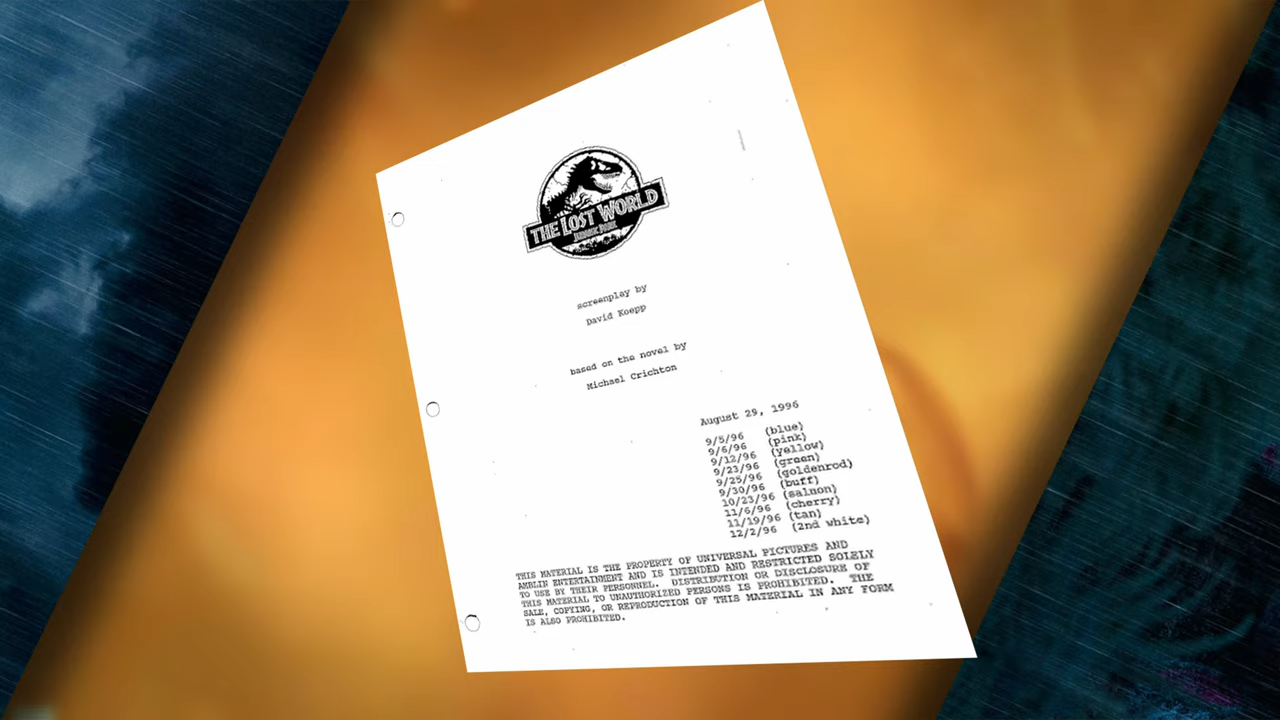 THE LOST WORLD
JURASSIC PARK
screenplay by
David Koepp
based on the novel by
Michael Crichton
August 29, 1996
9/5/96 (blue)
9/6/96 (pink)
9/12/96 (yellow)
9/23/96 (green)
9/25/96 (goldenrod)
9/30/96 (buff)
10/23/96 (salmon)
11/6/96 (cherry)
11/19/96 (tan)
12/2/96 (2nd white)
THIS MATERIAL IS THE PROPERTY OF UNIVERSAL PICTURES AND
AMBLIN ENTERTAINMENT AND IS INTENDED AND RESTRICTED SOLELY
TO USE BY THEIR PERSONNEL. DISTRIBUTION OR DISCLOSURE OF
THIS MATERIAL TO UNAUTHORIZED PERSONS IS PROHIBITED. THE
SALE, COPYING, OR REPRODUCTION OF THIS MATERIAL IN ANY FORM
IS ALSO PROHIBITED.